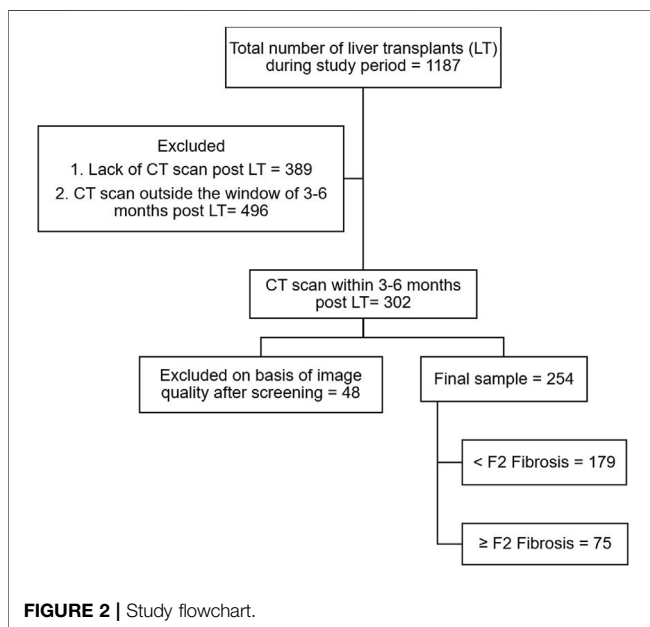 Total number of liver transplants (LT)
during study period = 1187
Excluded
1. Lack of CT scan post LT = 389
2. CT scan outside the window of 3-6
months post LT= 496
CT scan within 3-6 months
post LT= 302
Excluded on basis of image
quality after screening = 48
Final sample = 254
< F2 Fibrosis = 179
≥ F2 Fibrosis = 75
FIGURE 2 | Study flowchart.